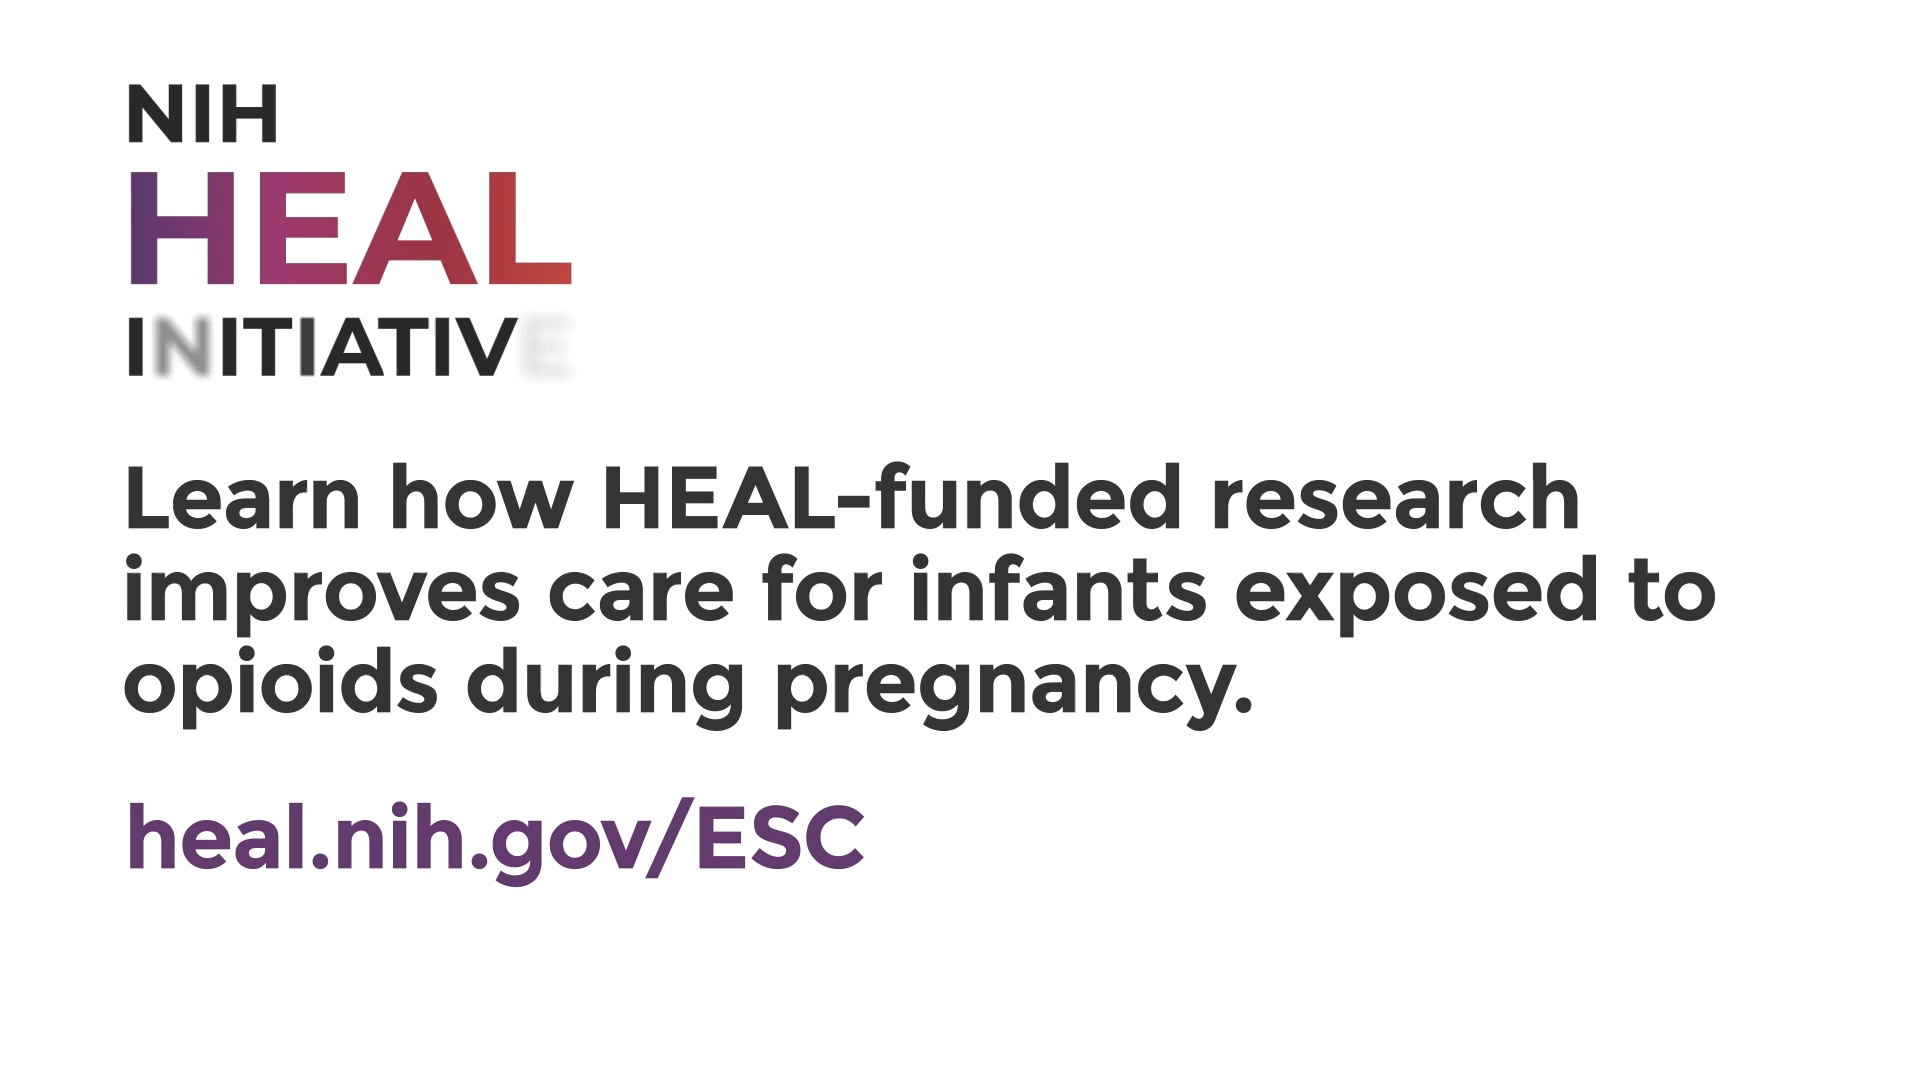 NIH
HEAL
INITIATIVE
Learn how HEAL-funded research
improves care for infants exposed to
opioids during pregnancy.
heal.nih.gov/ESC